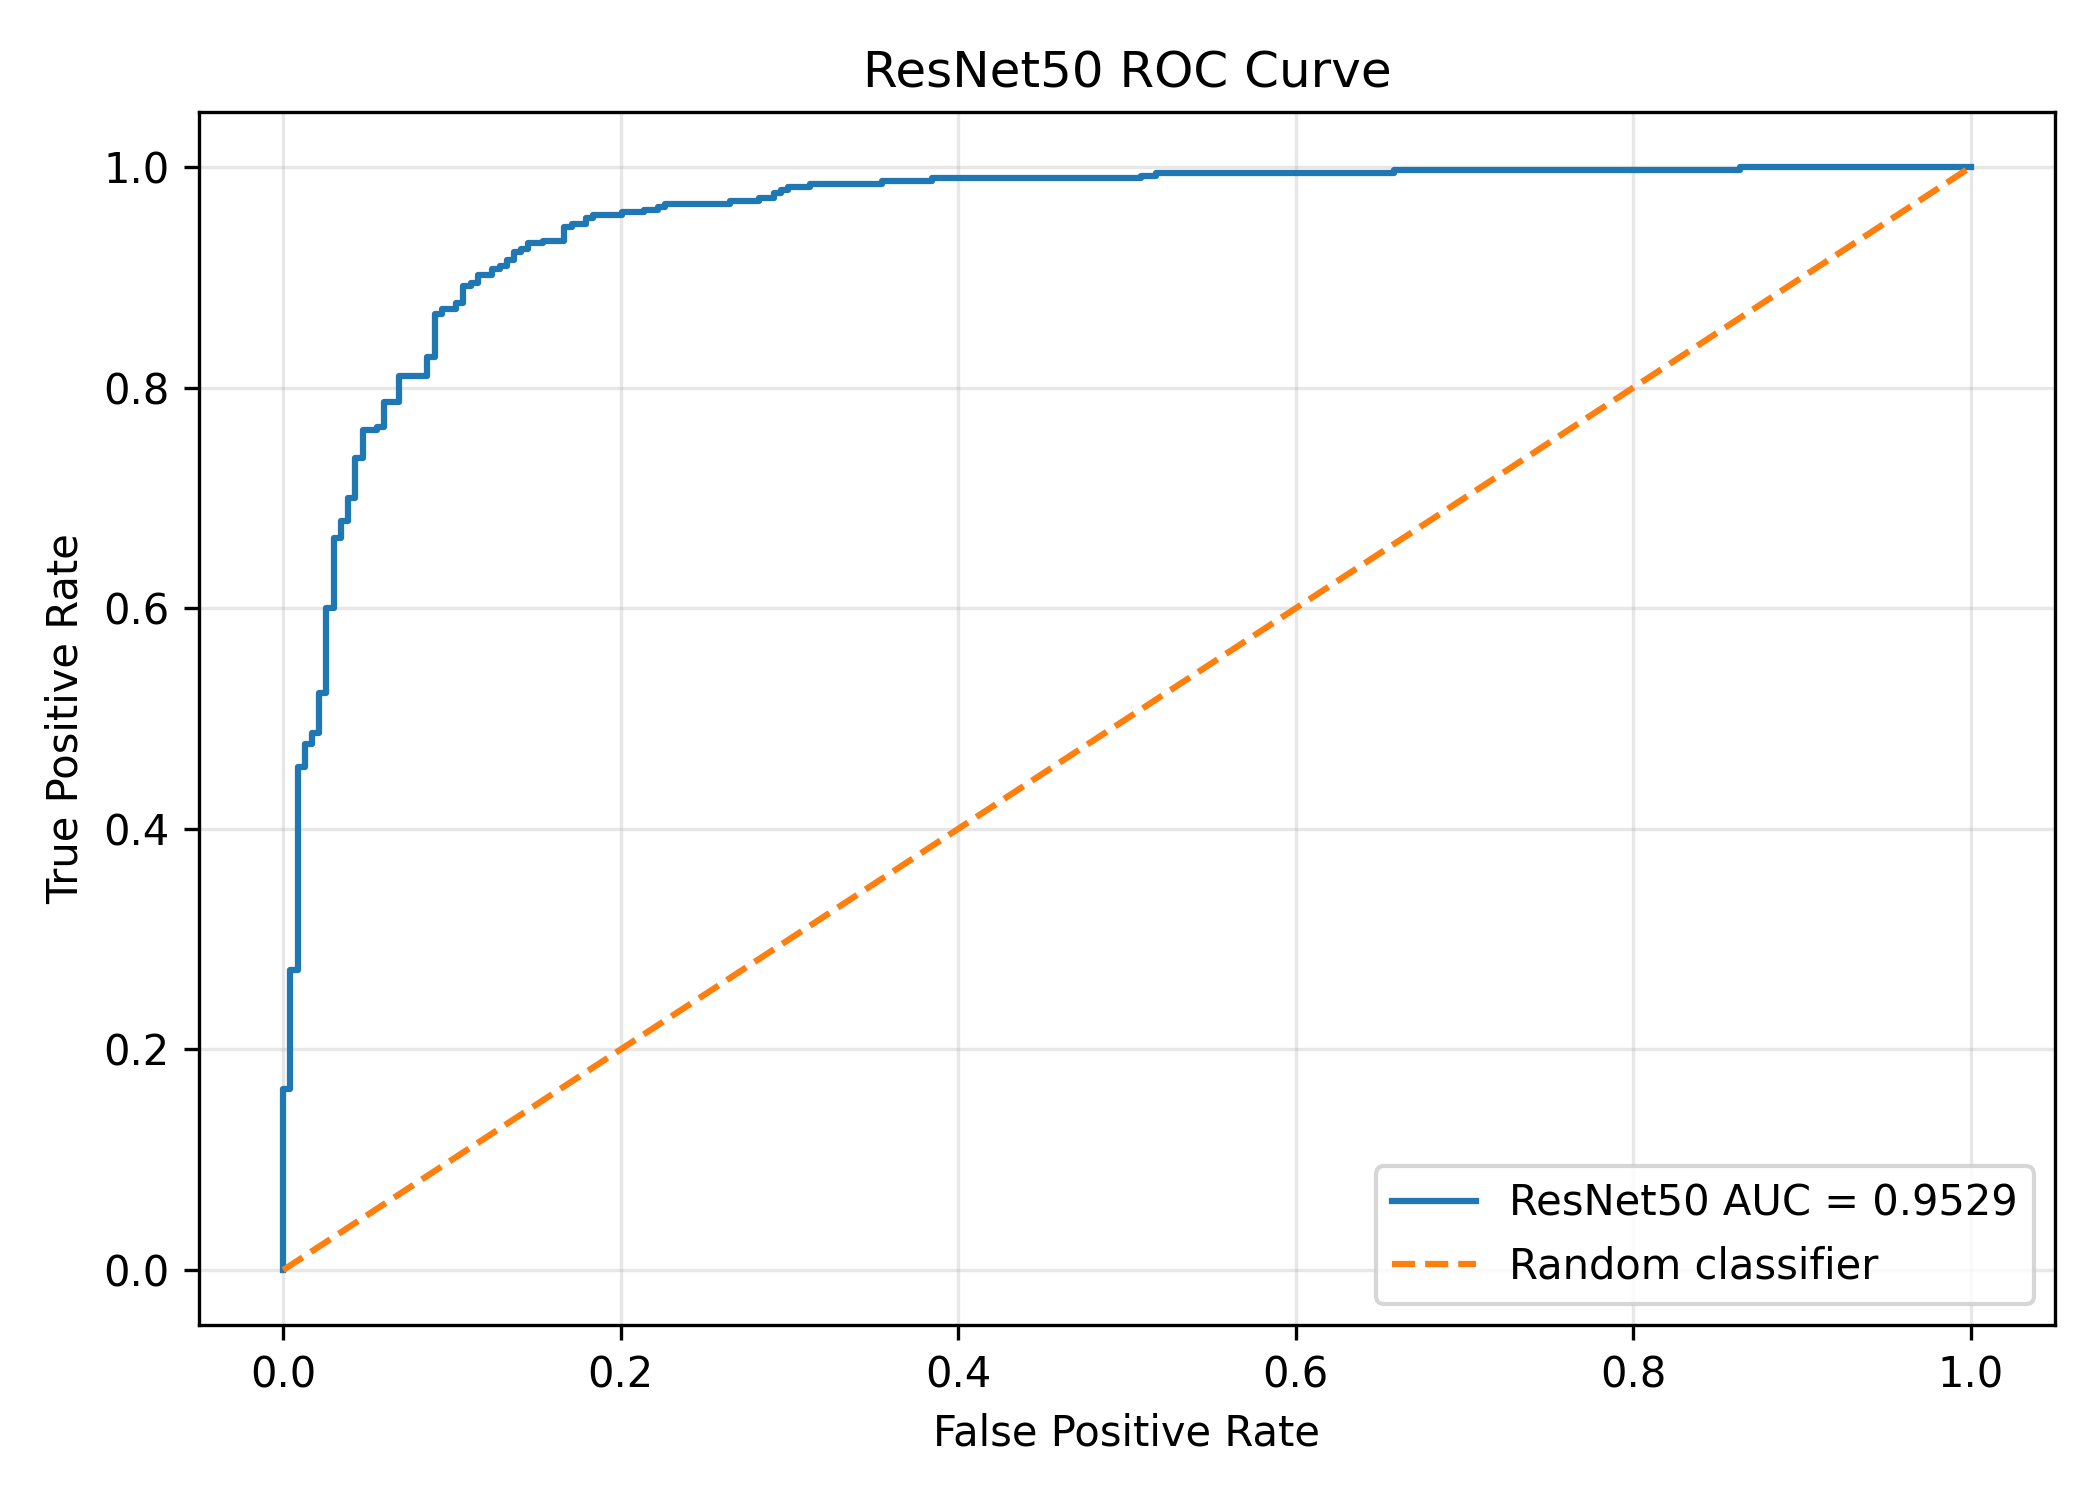 ResNet50 ROC Curve
True Positive Rate
1.0
0.8
0.6
0.4
0.2
0.0
ResNet50 AUC = 0.9529
Random classifier
0.0 0.2 0.4 0.6 0.8 1.0
False Positive Rate